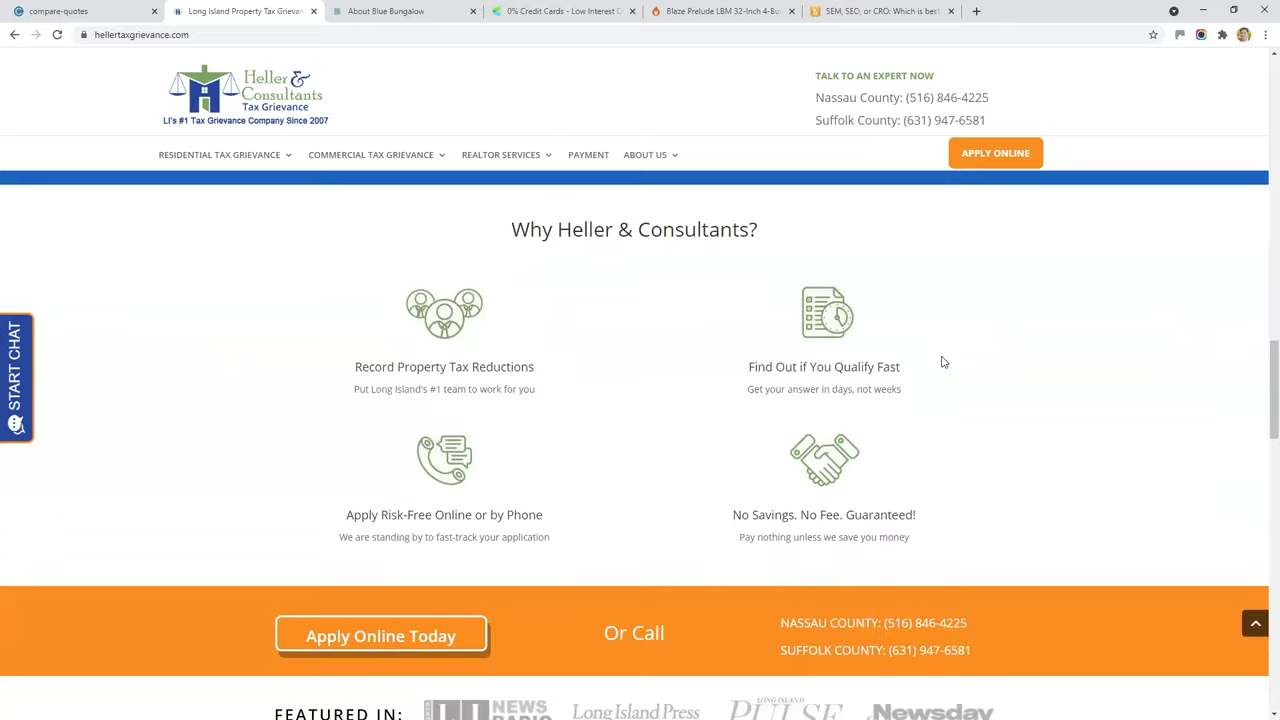 compare-quotes
Long Island Property Tax Grievan
About Blue Bungalow
0% Credit Cards - Low Interest C
Blaze Prelude LBM 32-Inch 4-Bu
SEM, SEO, or CRO: Which is best
hellertaxgrievance.com
Heller &
Consultants
Tax Grievance
LI's #1 Tax Grievance Company Since 2007
TALK TO AN EXPERT NOW
Nassau County: (516) 846-4225
Suffolk County: (631) 947-6581
RESIDENTIAL TAX GRIEVANCE
COMMERCIAL TAX GRIEVANCE
REALTOR SERVICES
PAYMENT
ABOUT US
APPLY ONLINE
Why Heller & Consultants?
START CHAT
Record Property Tax Reductions
Put Long Island's #1 team to work for you
Find Out if You Qualify Fast
Get your answer in days, not weeks
Apply Risk-Free Online or by Phone
We are standing by to fast-track your application
No Savings. No Fee. Guaranteed!
Pay nothing unless we save you money
Apply Online Today
Or Call
NASSAU COUNTY: (516) 846-4225
SUFFOLK COUNTY: (631) 947-6581
FEATURED IN:
LI NEWS
RADIO
Long Island Press
LONG ISLAND
PULSE
Newsday